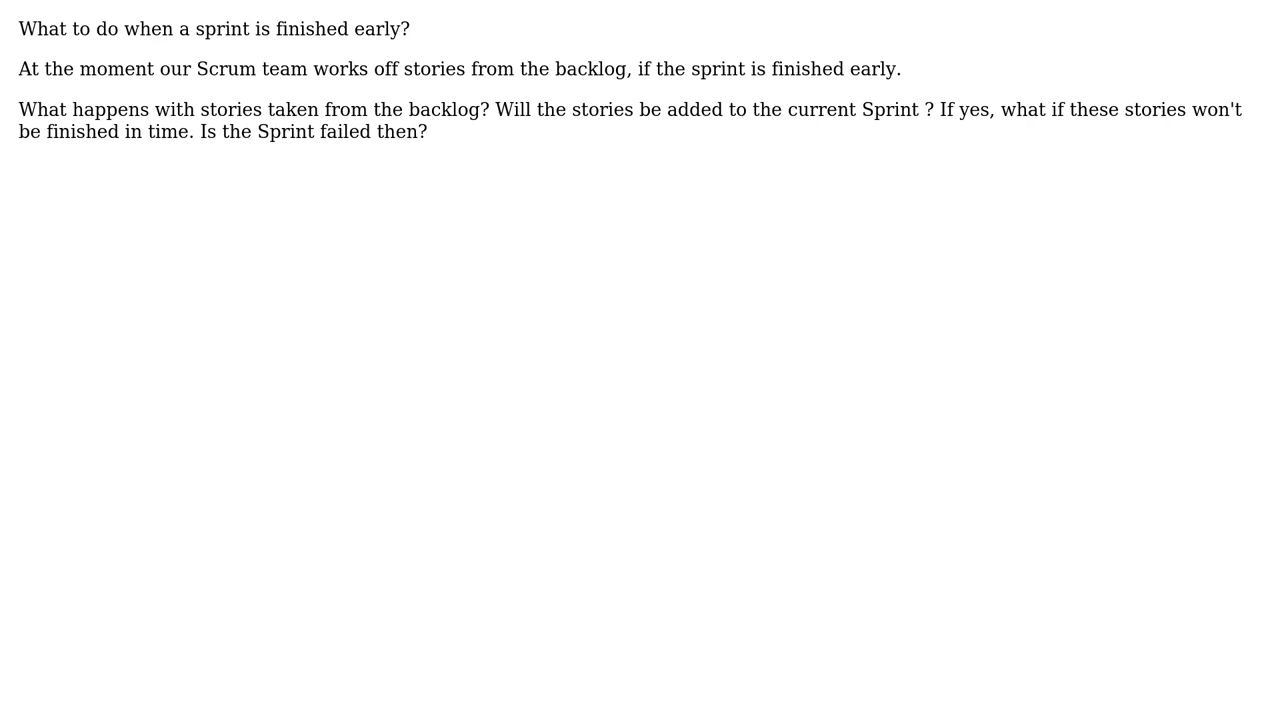 What to do when a sprint is finished early?
At the moment our Scrum team works off stories from the backlog, if the sprint is finished early.
What happens with stories taken from the backlog? Will the stories be added to the current Sprint ? If yes, what if these stories won't
be finished in time. Is the Sprint failed then?